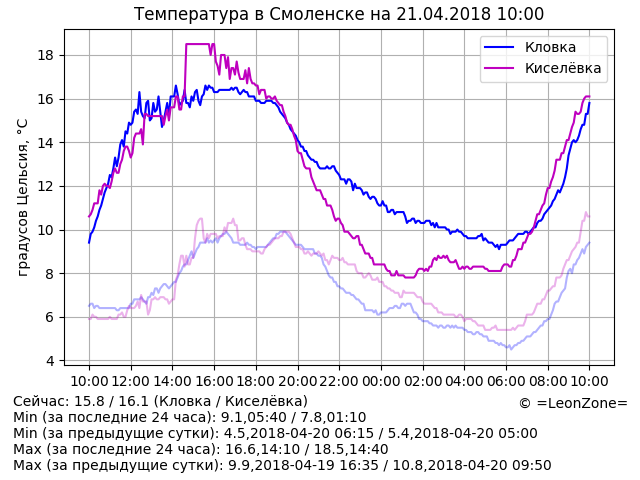 Температура в Смоленске на 21.04.2018 10:00
Кловка
Киселёвка
градусов Цельсия, °C
18
16
14
12
10
8
6
4
10:00 12:00 14:00 16:00 18:00 20:00 22:00 00:00 02:00 04:00 06:00 08:00 10:00
Сейчас: 15.8 / 16.1 (Кловка / Киселёвка)
© =LeonZone=
Min (за последние 24 часа): 9.1,05:40 / 7.8,01:10
Min (за предыдущие сутки): 4.5,2018-04-20 06:15 / 5.4,2018-04-20 05:00
Max (за последние 24 часа): 16.6,14:10 / 18.5,14:40
Max (за предыдущие сутки): 9.9,2018-04-19 16:35 / 10.8,2018-04-20 09:50